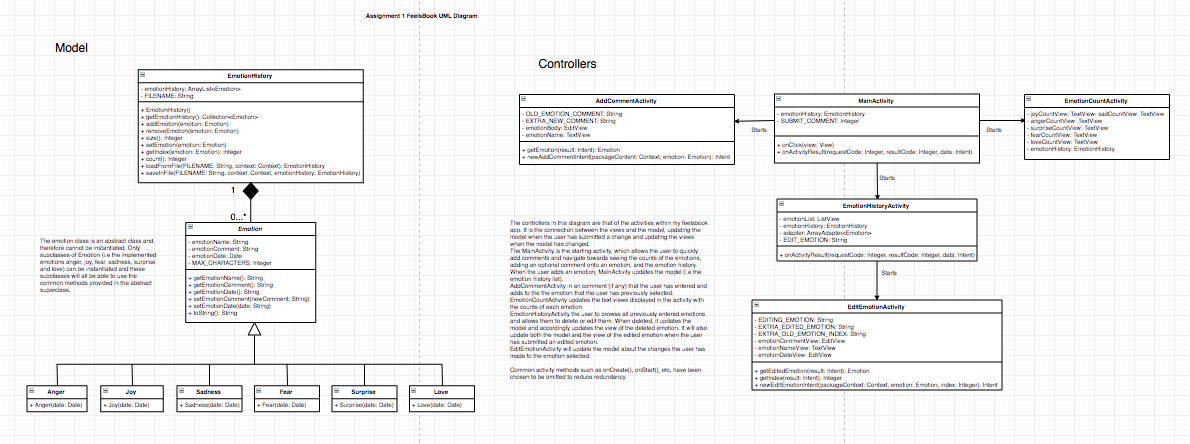 Assignment 1 FeelsBook UML Diagram
Model
EmotionHistory
- emotionHistory: ArrayList<Emotion>
- FILENAME: String
+ EmotionHistory()
+ getEmotionHistory(): Collection<Emotion>
+ addEmotion(emotion: Emotion)
+ removeEmotion(emotion: Emotion)
+ size(): Integer
+ setEmotion(emotion: Emotion)
+ getIndex(emotion: Emotion): Integer
+ count(): Integer
+ loadFromFile(FILENAME: String, context: Context): EmotionHistory
+ saveInFile(FILENAME: String, context: Context, emotionHistory: EmotionHistory)
1
0...*
The emotion class is an abstract class and
therefore cannot be instantiated. Only
subclasses of Emotion (i.e the implemented
emotions anger, joy, fear, sadness, surprise
and love) can be instantiated and these
subclasses will all be able to use the
common methods provided in the abstract
superclass.
Emotion
- emotionName: String
- emotionComment: String
- emotionDate: Date
- MAX_CHARACTERS: Integer
+ getEmotionName(): String
+ getEmotionComment(): String
+ getEmotionDate(): String
+ setEmotionComment(newComment: String)
+ setEmotionDate(date: String)
+ toString(): String
Anger
+ Anger(date: Date)
Joy
+ Joy(date: Date)
Sadness
+ Sadness(date: Date)
Fear
+ Fear(date: Date)
Surprise
+ Surprise(date: Date)
Love
+ Love(date: Date)
Controllers
AddCommentActivity
- OLD_EMOTION_COMMENT: String
- EXTRA_NEW_COMMENT: String
- emotionBody: EditView
- emotionName: TextView
+ getEmotion(result: Intent): Emotion
+ newAddCommentIntent(packageContent: Context, emotion: Emotion): Intent
Starts
MainActivity
- emotionHistory: EmotionHistory
- SUBMIT_COMMENT: Integer
+ onClick(view: View)
+ onActivityResult(requestCode: Integer, resultCode: Integer, data: Intent)
Starts
EmotionCountActivity
- joyCountView: TextView- sadCountView: TextView
- angerCountView: TextView
- surpriseCountView: TextView
- fearCountView: TextView
- loveCountView: TextView
- emotionHistory: EmotionHistory
Starts
EmotionHistoryActivity
- emotionList: ListView
- emotionHistory: EmotionHistory
- adapter: ArrayAdapter<Emotion>
- EDIT_EMOTION: String
+ onActivityResult(requestCode: Integer, resultCode: Integer, data: Intent)
Starts
EditEmotionActivity
- EDITING_EMOTION: String
- EXTRA_EDITED_EMOTION: String
- EXTRA_OLD_EMOTION_INDEX: String
- emotionCommentView: EditView
- emotionNameView: TextView
- emotionDateView: EditView
+ getEditedEmotion(result: Intent): Emotion
+ getIndex(result: Intent): Integer
+ newEditEmotionIntent(packageContext: Context, emotion: Emotion, index: Integer): Intent
The controllers in this diagram are that of the activities within my feelsbook
app. It is the connection between the views and the model, updating the
model when the user has submitted a change and updating the views
when the model has changed.
The MainActivity is the starting activity, which allows the user to quickly
add comments and navigate towards seeing the counts of the emotions,
adding an optional comment onto an emotion, and the emotion history.
When the user adds an emotion, MainActivity updates the model (i.e the
emotion history list).
AddCommentActivity in an comment (if any) that the user has entered and
adds to the the emotion that the user has previously selected.
EmotionCountActivity updates the text views displayed in the activity with
the counts of each emotion.
EmotionHistoryActivity the user to browse all previously entered emotions
and allows them to delete or edit them. When deleted, it updates the
model and accordingly updates the view of the deleted emotion. It will also
update both the model and the view of the edited emotion when the user
has submitted an edited emotion.
EditEmotionActivity will update the model about the changes the user has
made to the emotion selected.
Common activity methods such as onCreate(), onStart(), etc, have been
chosen to be omitted to reduce redundancy.